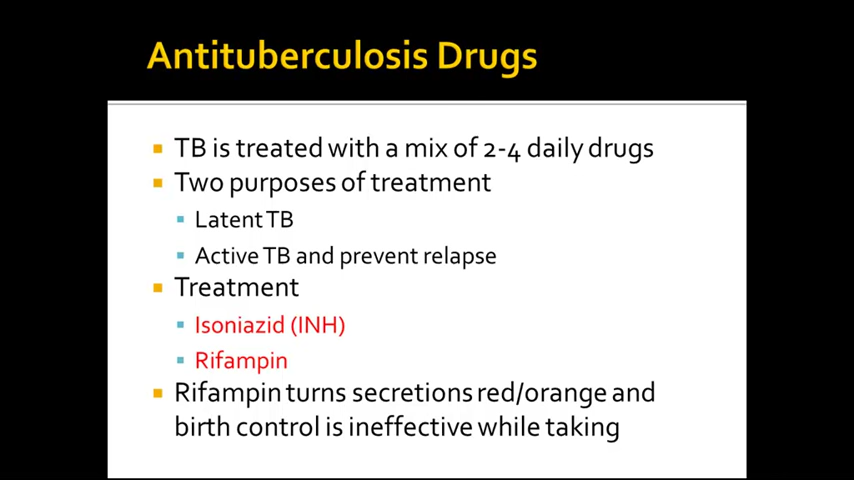 Antituberculosis Drugs
TB is treated with a mix of 2-4 daily drugs
Two purposes of treatment
Latent TB
Active TB and prevent relapse
Treatment
Isoniazid (INH)
Rifampin
Rifampin turns secretions red/orange and
birth control is ineffective while taking